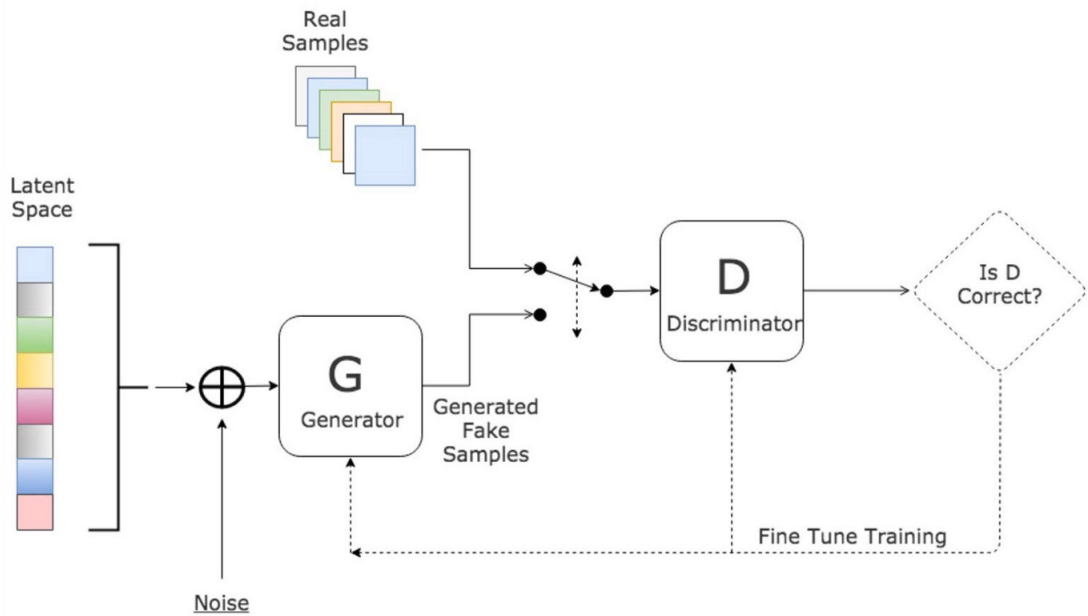 Real
Samples
Latent
Space
D
Discriminator
Is D
Correct?
G
Generator
Generated
Fake
Samples
Fine Tune Training
Noise